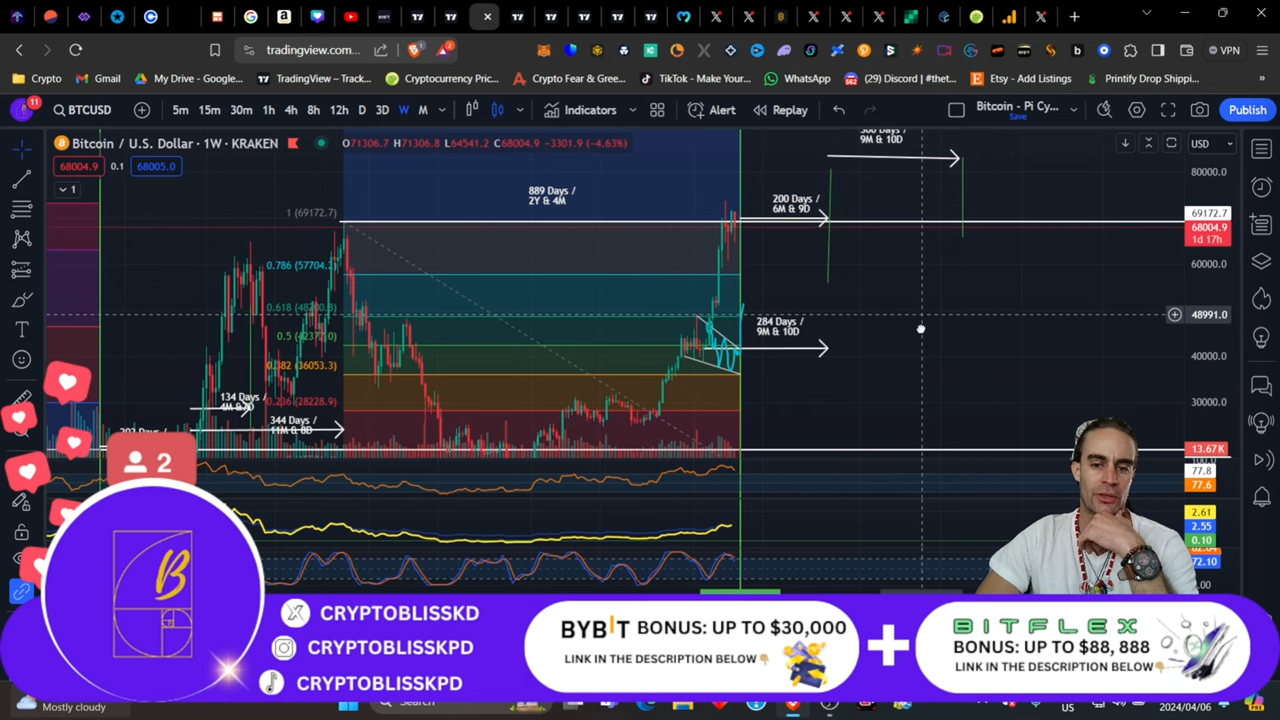 tradingview.com...
VPN
Crypto
Gmail
My Drive - Google...
TradingView – Track...
Cryptocurrency Pric...
Crypto Fear & Gree...
TikTok - Make Your...
WhatsApp
(29) Discord | #thet...
Etsy - Add Listings
Printify Drop Shippi...
11
BTCUSD
5m
15m
30m
1h
4h
8h
12h
D
3D
W
M
Indicators
Alert
Replay
Bitcoin - Pi Cy...
Save
Publish
Bitcoin / U.S. Dollar · 1W · KRAKEN
O71306.7 H71306.8 L64541.2 C68004.9 -3301.9 (-4.63%)
USD
68004.9
0.1
68005.0
1
9M & 10D
80000.0
889 Days /
2Y & 4M
200 Days /
6M & 9D
1 (69172.7)
69172.7
68004.9
1d 17h
0.786 (57704.2)
60000.0
0.618 (48200.8)
48991.0
284 Days /
9M & 10D
0.5 (42377.0)
40000.0
0.382 (36053.3)
0.236 (28228.9)
30000.0
134 Days /
344 Days /
11M & 8D
13.67K
77.8
77.6
2
2.61
2.55
0.10
72.10
B
CRYPTOBLISSKD
CRYPTOBLISSKPD
CRYPTOBLISSKPD
BYBIT BONUS: UP TO $30,000
LINK IN THE DESCRIPTION BELOW
BITFLEX
BONUS: UP TO $88, 888
LINK IN THE DESCRIPTION BELOW
Mostly cloudy
Search
US
2024/04/06